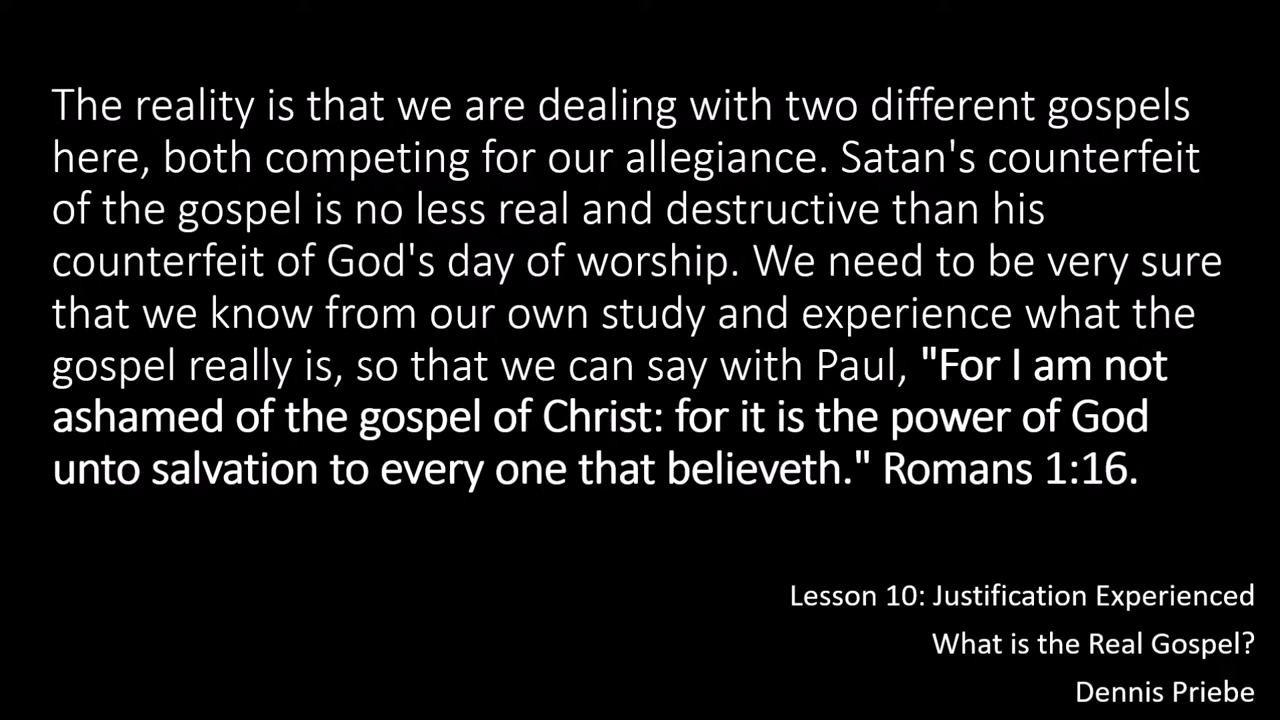 The reality is that we are dealing with two different gospels
here, both competing for our allegiance. Satan's counterfeit
of the gospel is no less real and destructive than his
counterfeit of God's day of worship. We need to be very sure
that we know from our own study and experience what the
gospel really is, so that we can say with Paul, "For I am not
ashamed of the gospel of Christ: for it is the power of God
unto salvation to every one that believeth." Romans 1:16.
Lesson 10: Justification Experienced
What is the Real Gospel?
Dennis Priebe